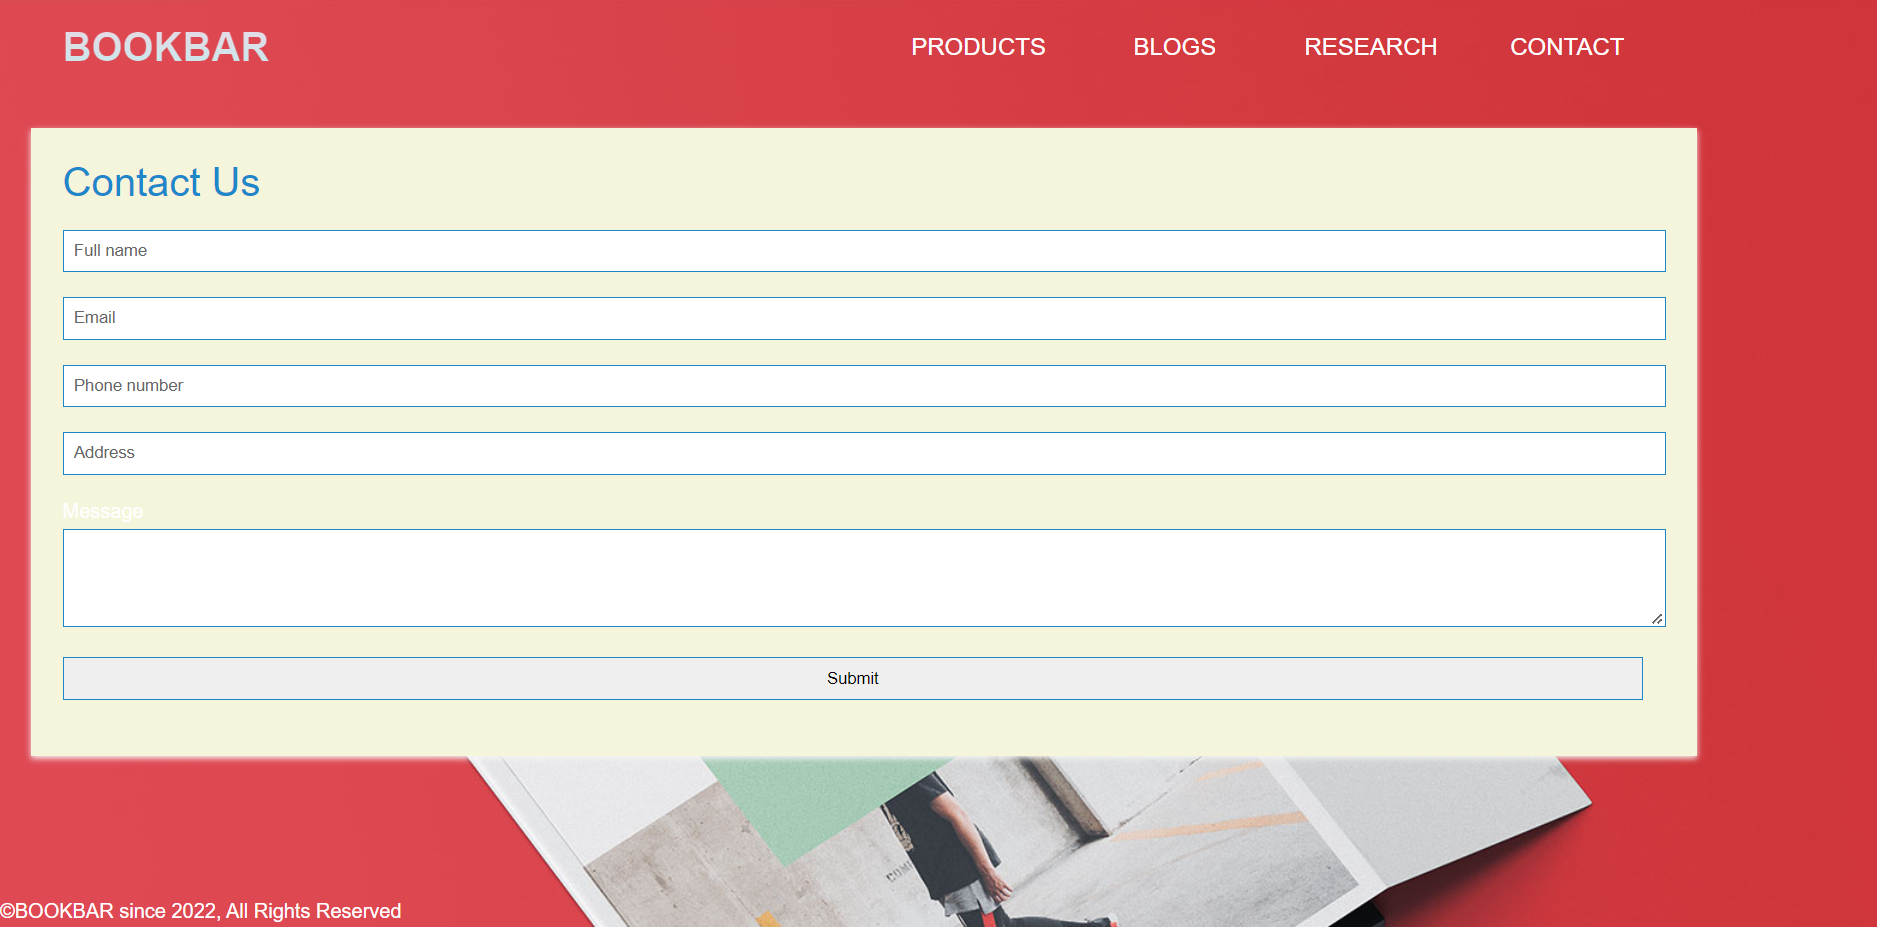 BOOKBAR
PRODUCTS BLOGS RESEARCH CONTACT
Contact Us
Full name
Email
Phone number
Address
Message
Submit
©BOOKBAR since 2022, All Rights Reserved